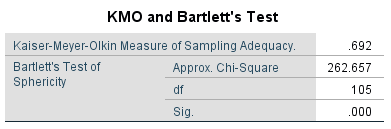 KMO and Bartlett's Test
Kaiser-Meyer-Olkin Measure of Sampling Adequacy. .692
Bartlett's Test of Sphericity Approx. Chi-Square 262.657
df 105
Sig. .000